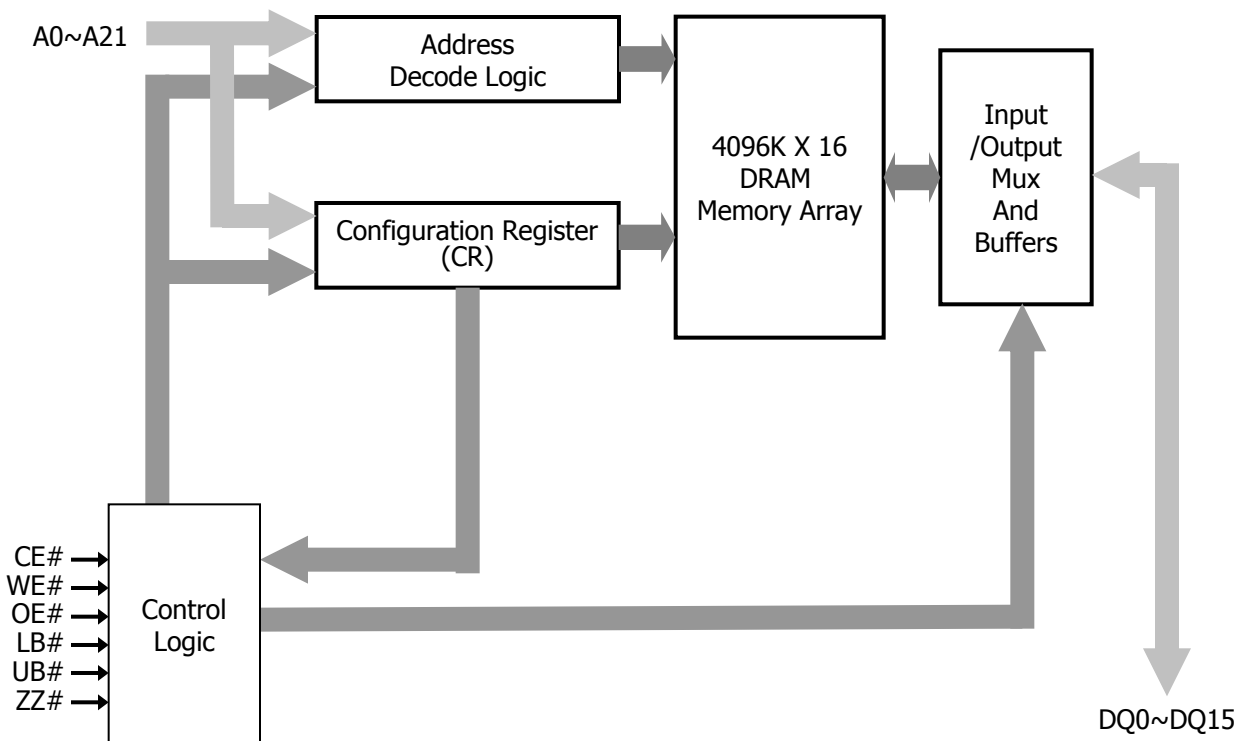 A0~A21
Address
Decode Logic
Configuration Register
(CR)
4096K X 16
DRAM
Memory Array
Input
/Output
Mux
And
Buffers
CE#
WE#
OE#
LB#
UB#
ZZ#
Control
Logic
DQ0~DQ15